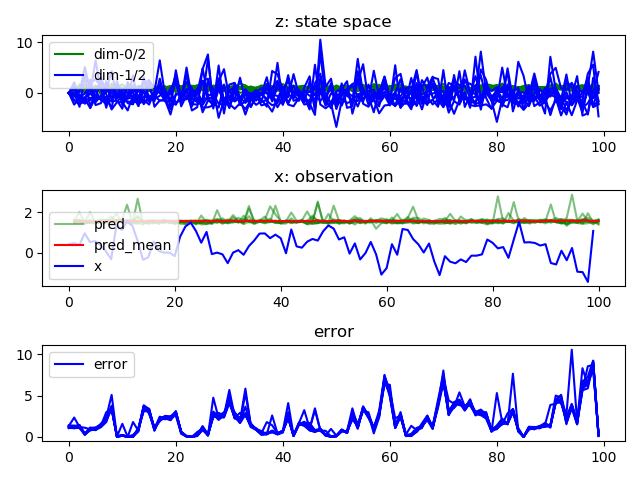 z: state space
10
0
dim-0/2
dim-1/2
0 20 40 60 80 100
x: observation
2
0
pred
pred_mean
x
0 20 40 60 80 100
error
10
5
0
error
0 20 40 60 80 100